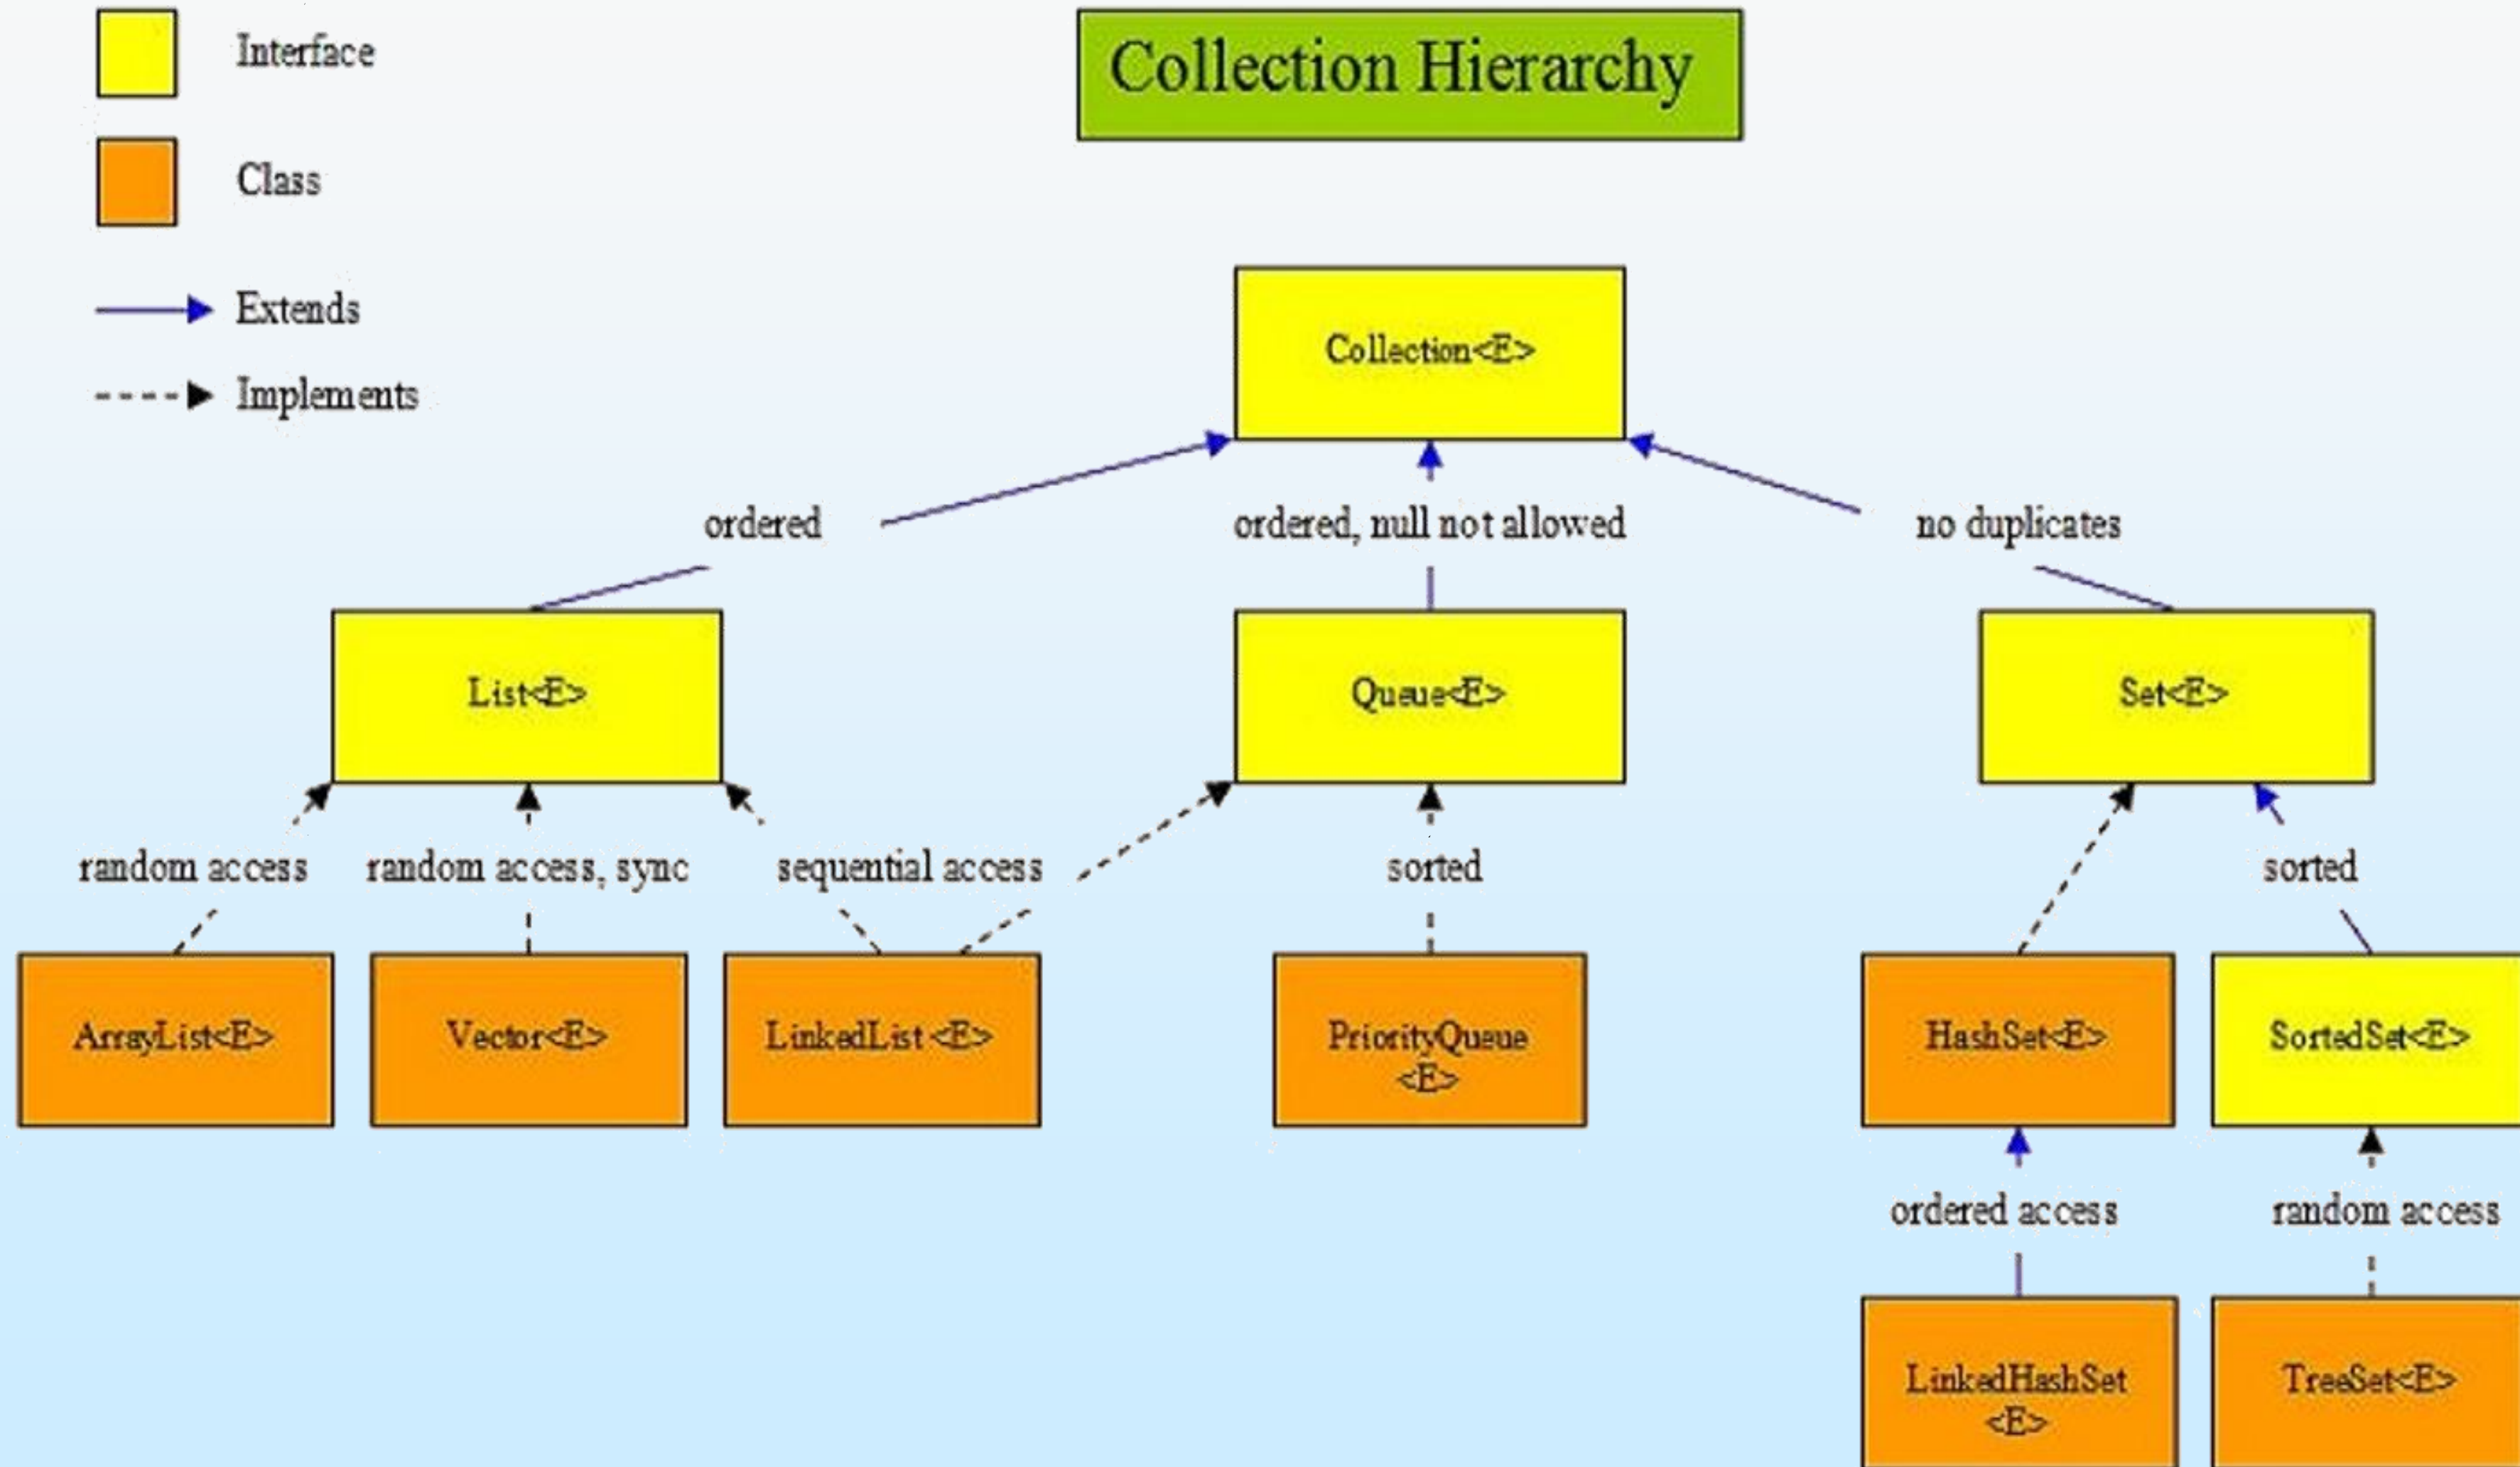 Interface
Collection Hierarchy
Class
Extends
Implements
Collection<E>
ordered
ordered, null not allowed
no duplicates
List<E>
Queue<E>
Set<E>
random access
random access, sync
sequential access
sorted
sorted
ArrayList<E>
Vector<E>
LinkedList <E>
PriorityQueue
<E>
HashSet<E>
SortedSet<E>
ordered access
random access
LinkedHashSet
<E>
TreeSet<E>